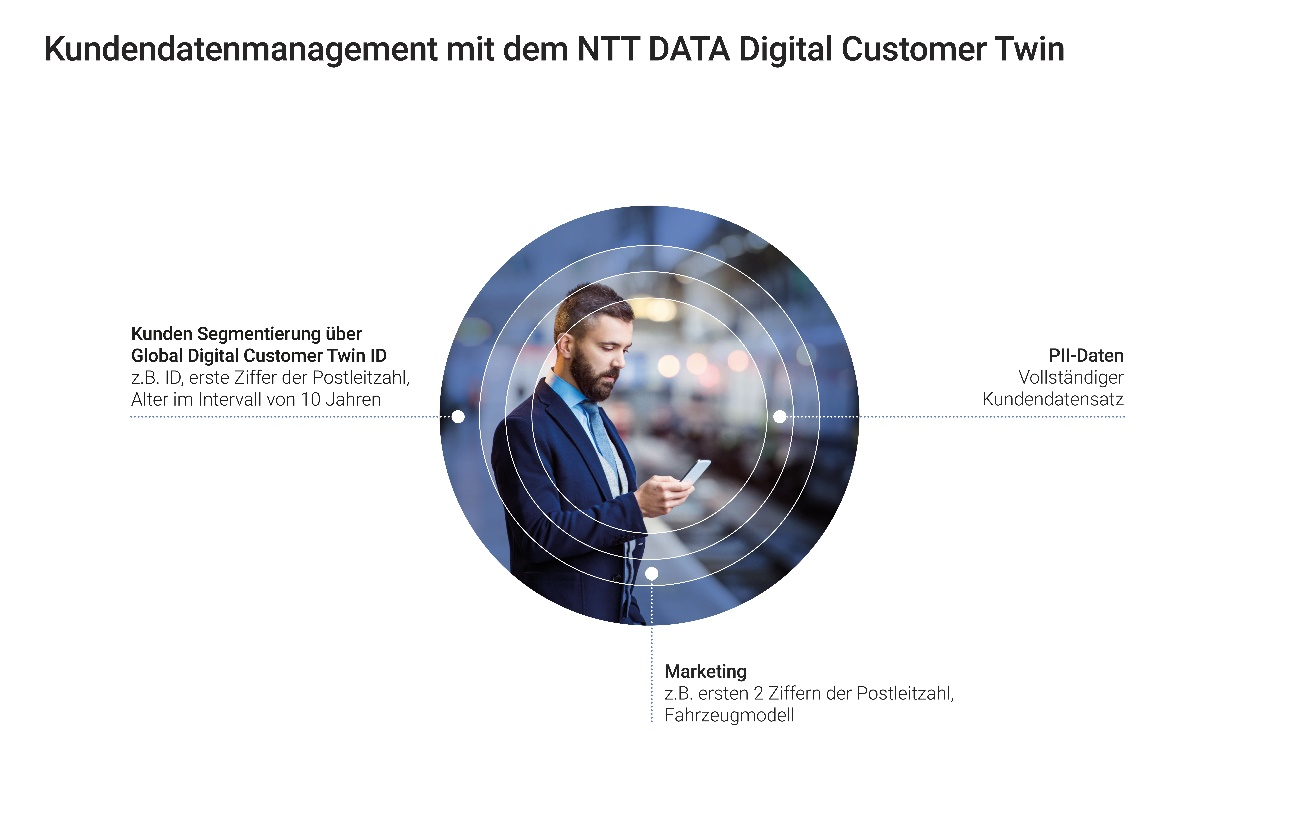 Kundendatenmanagement mit dem NTT DATA Digital Customer Twin
Kunden Segmentierung über
Global Digital Customer Twin ID
z.B. ID, erste Ziffer der Postleitzahl,
Alter im Intervall von 10 Jahren
PII-Daten
Vollständiger
Kundendatensatz
Marketing
z.B. ersten 2 Ziffern der Postleitzahl,
Fahrzeugmodell